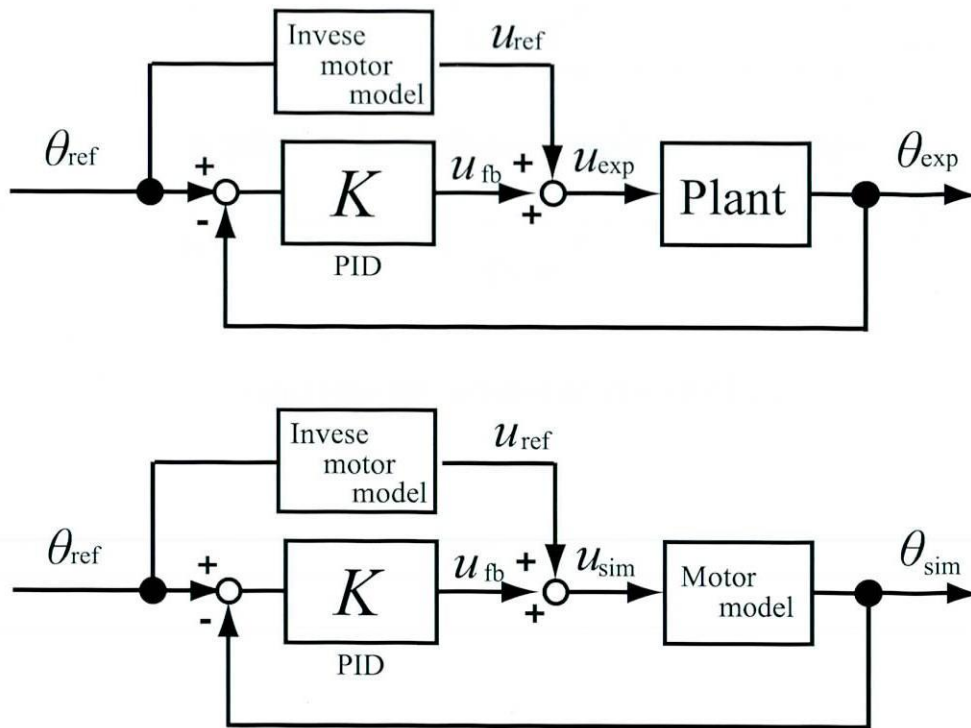 Invese
motor
model
u_ref
θ_ref
+
-
K
PID
u_fb
+
+
u_exp
Plant
θ_exp
Invese
motor
model
u_ref
θ_ref
+
-
K
PID
u_fb
+
+
u_sim
Motor
model
θ_sim